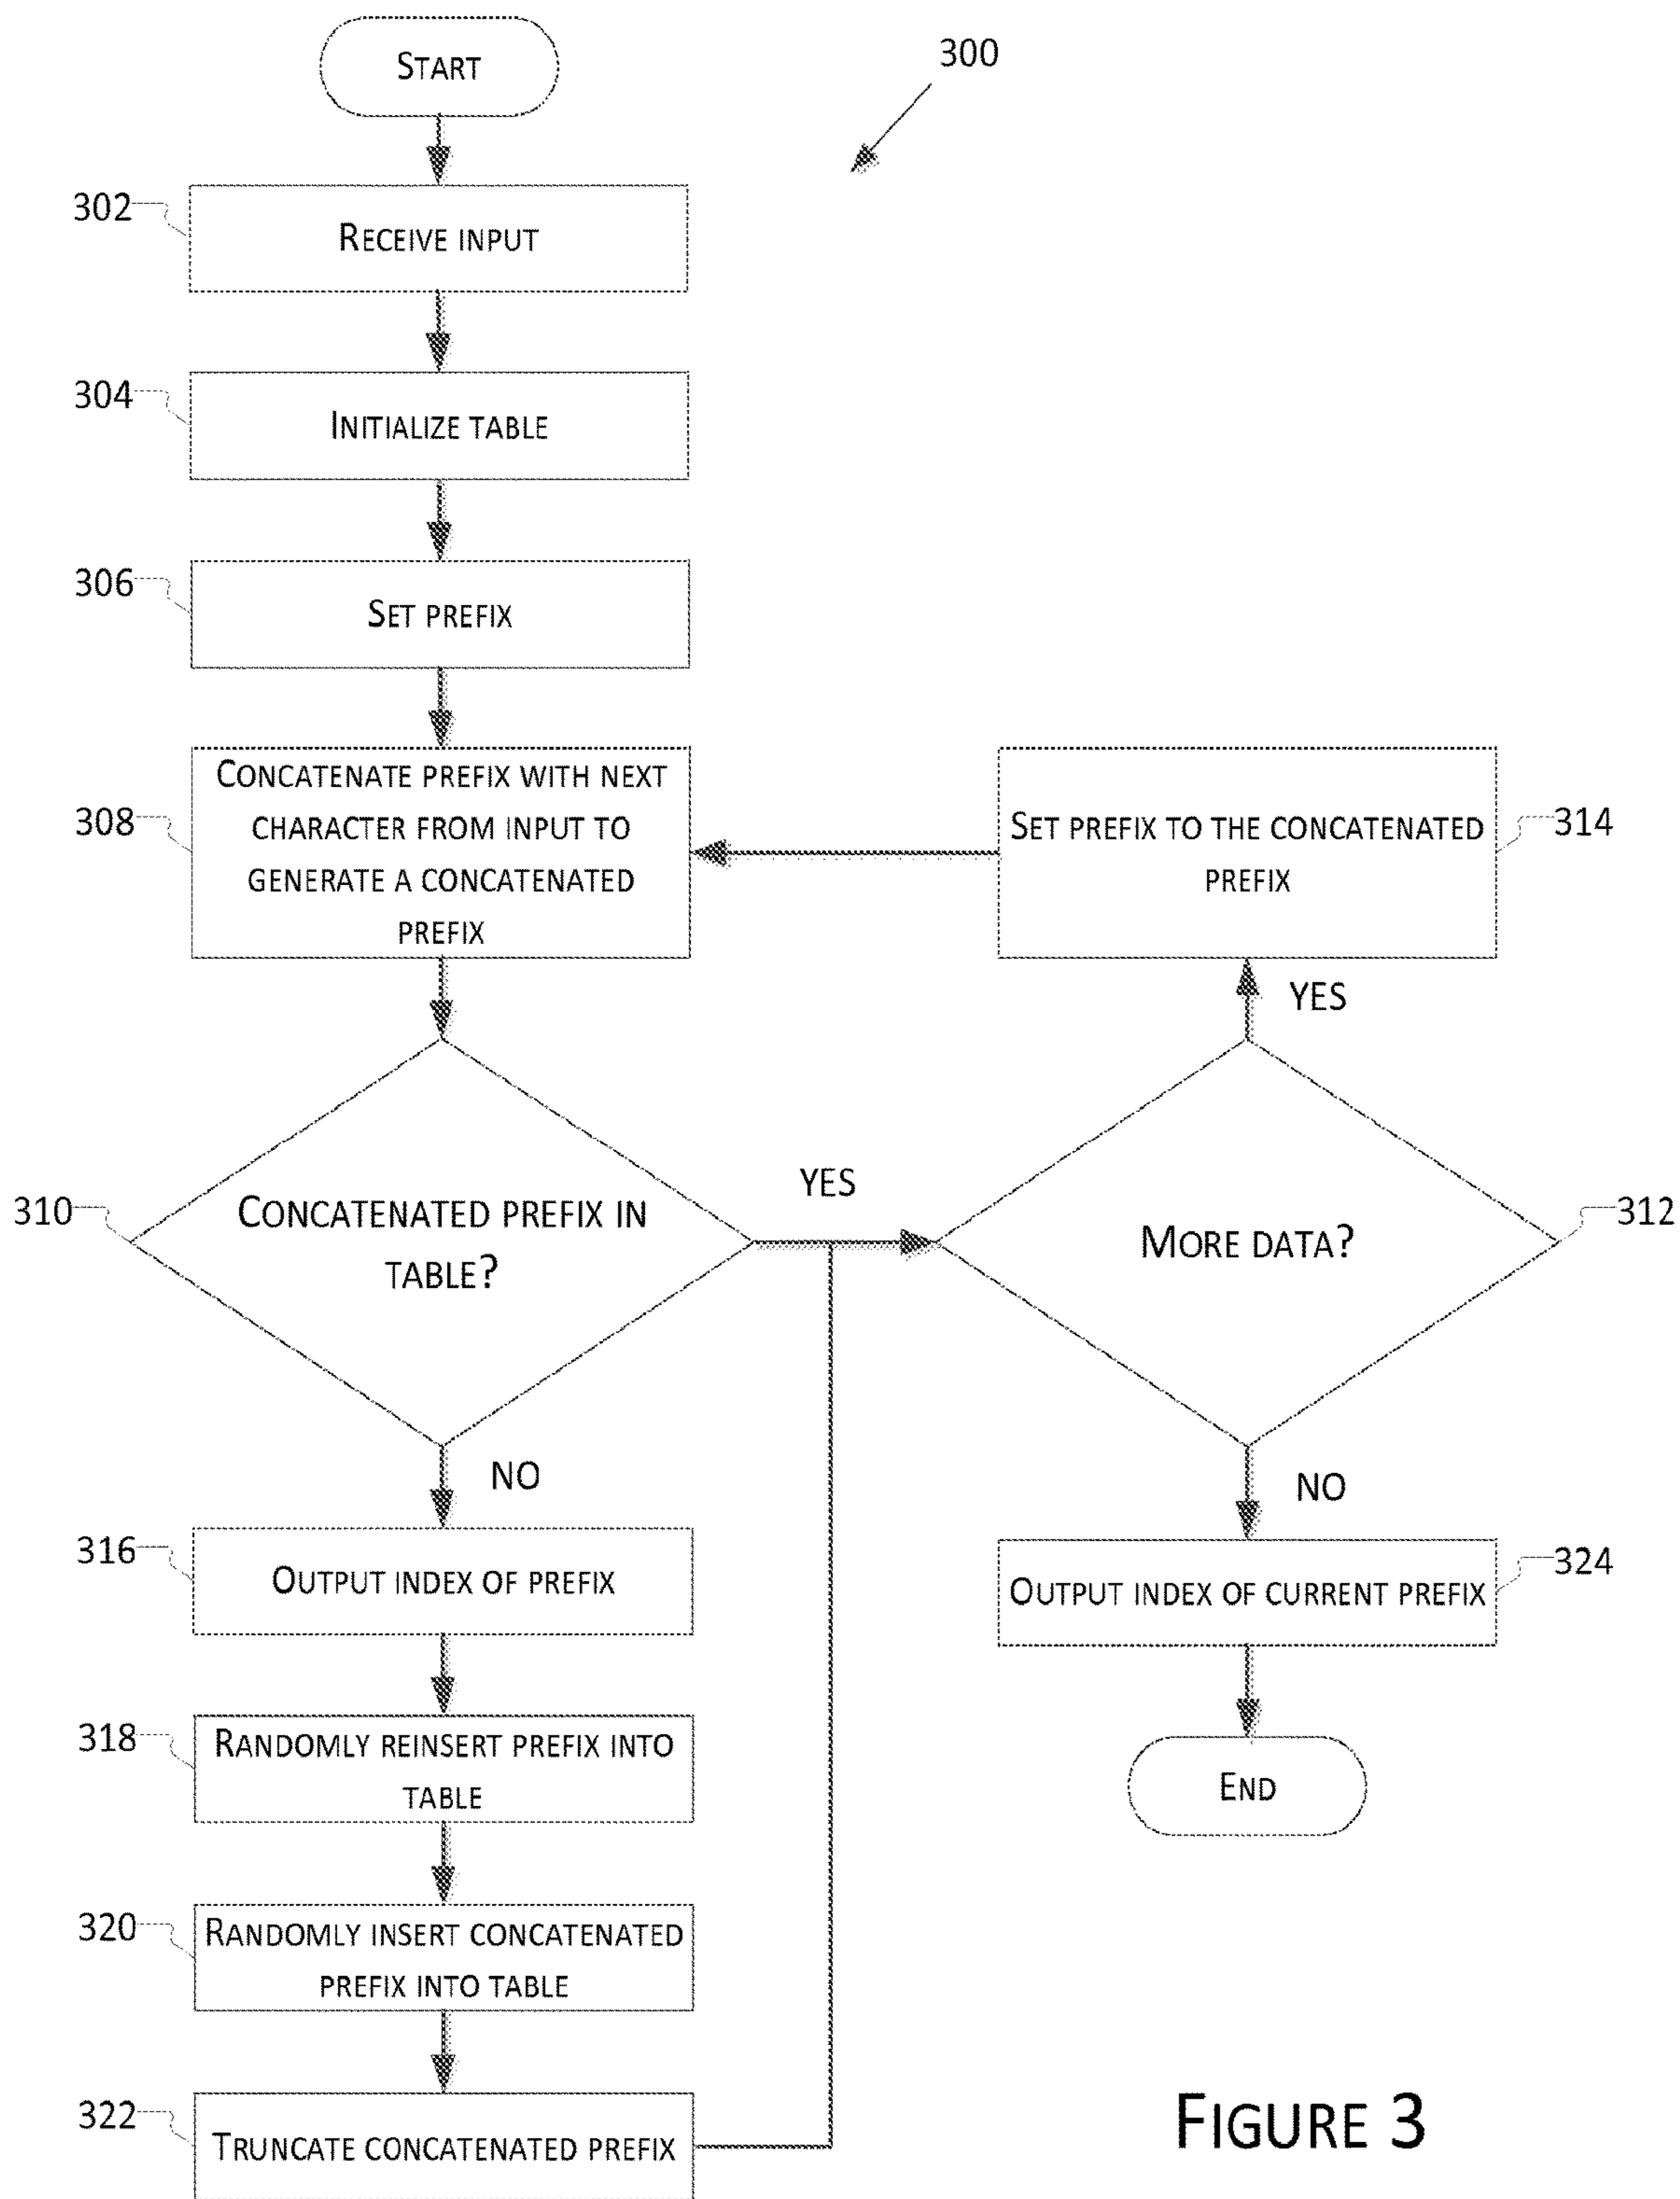 START
300
302
RECEIVE INPUT
304
INITIALIZE TABLE
306
SET PREFIX
308
CONCATENATE PREFIX WITH NEXT
CHARACTER FROM INPUT TO
GENERATE A CONCATENATED
PREFIX
SET PREFIX TO THE CONCATENATED
PREFIX
314
YES
310
CONCATENATED PREFIX IN
TABLE?
YES
MORE DATA?
312
NO
NO
316
OUTPUT INDEX OF PREFIX
OUTPUT INDEX OF CURRENT PREFIX
324
318
RANDOMLY REINSERT PREFIX INTO
TABLE
END
320
RANDOMLY INSERT CONCATENATED
PREFIX INTO TABLE
322
TRUNCATE CONCATENATED PREFIX
FIGURE 3